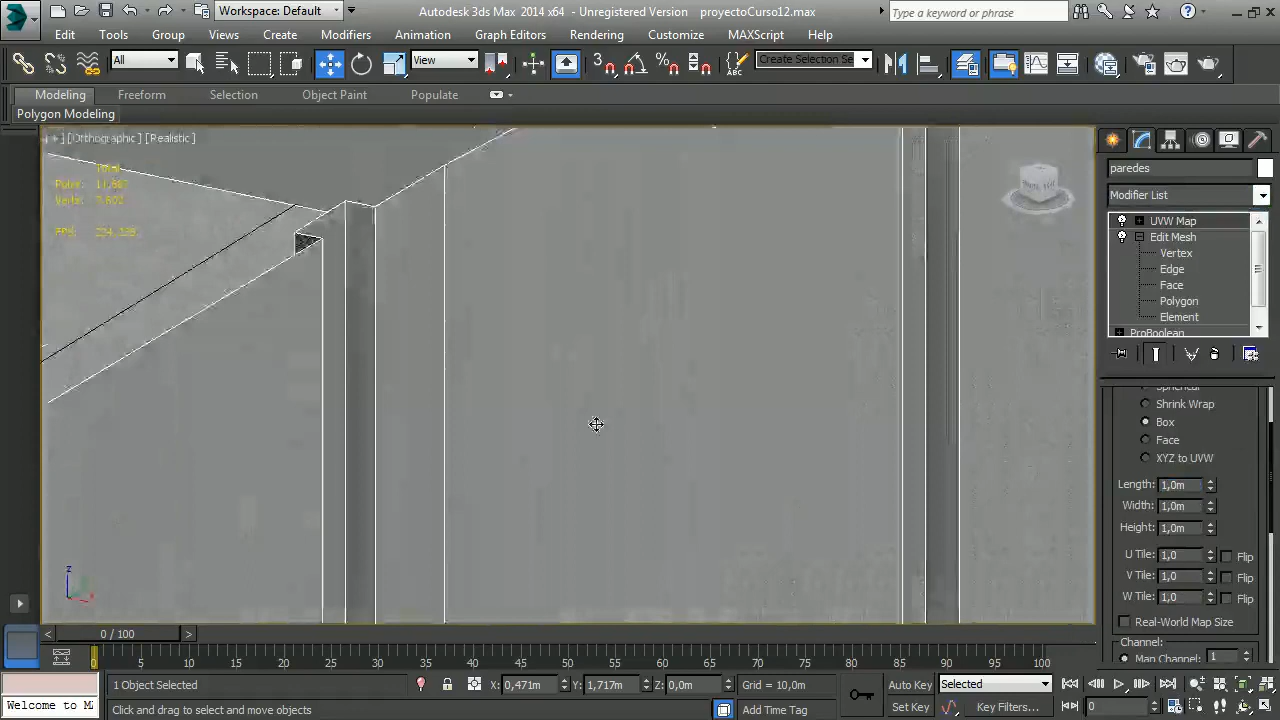 Workspace: Default
Autodesk 3ds Max 2014 x64 - Unregistered Version proyectoCurso12.max
Type a keyword or phrase
Edit Tools Group Views Create Modifiers Animation Graph Editors Rendering Customize MAXScript Help
All View Create Selection Se
Modeling Freeform Selection Object Paint Populate
Polygon Modeling
[Orthographic] [Realistic]
paredes
Modifier List
UVW Map
Edit Mesh
Vertex
Edge
Face
Polygon
Element
ProBoolean
Spherical
Shrink Wrap
Box
Face
XYZ to UVW
Length: 1,0m
Width: 1,0m
Height: 1,0m
U Tile: 1,0 Flip
V Tile: 1,0 Flip
W Tile: 1,0 Flip
Real-World Map Size
Channel:
Map Channel: 1
z
x
0 / 100
0 5 10 15 20 25 30 35 40 45 50 55 60 65 70 75 80 85 90 95 100
1 Object Selected X: 0,471m Y: 1,717m Z: 0,0m Grid = 10,0m Auto Key Selected
Welcome to MA Click and drag to select and move objects Add Time Tag Set Key Key Filters... 0